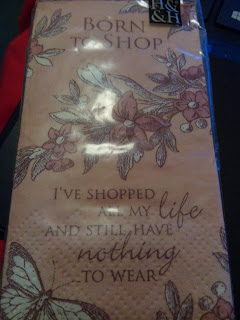 H&H
BORN
TO SHOP
I'VE SHOPPED
ALL MY life
AND STILL HAVE
nothing
...TO WEAR